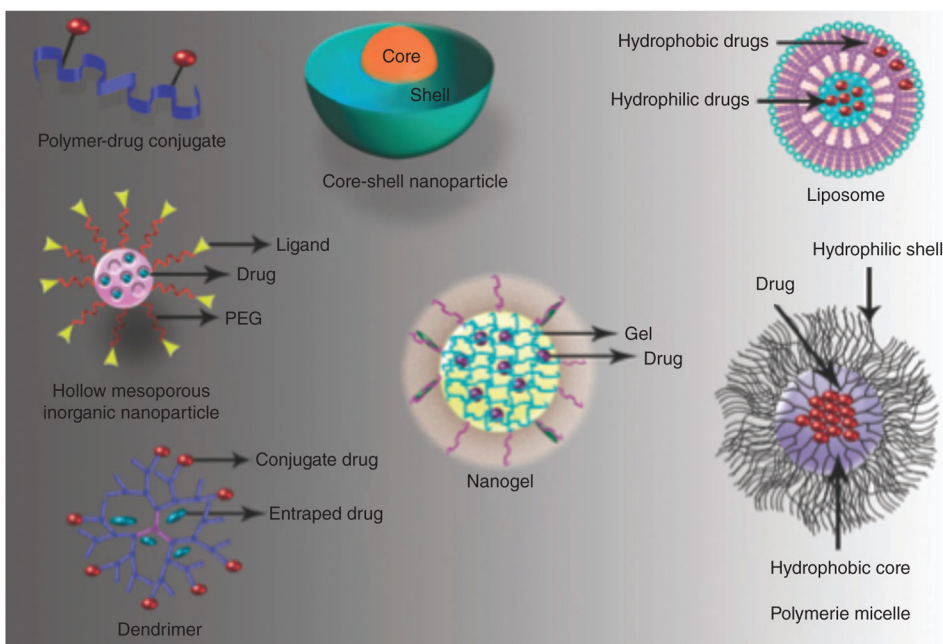 Polymer-drug conjugate
Core
Shell
Core-shell nanoparticle
Hydrophobic drugs
Hydrophilic drugs
Liposome
Ligand
Drug
PEG
Hollow mesoporous
inorganic nanoparticle
Gel
Drug
Nanogel
Hydrophilic shell
Drug
Hydrophobic core
Polymerie micelle
Conjugate drug
Entraped drug
Dendrimer